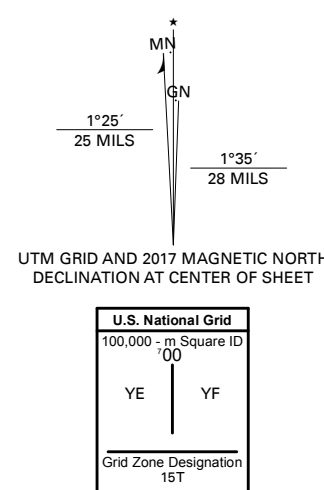 ★
MN
GN
1°25´
25 MILS
1°35´
28 MILS
UTM GRID AND 2017 MAGNETIC NORTH
DECLINATION AT CENTER OF SHEET
U.S. National Grid
100,000 - m Square ID
⁷00
YE YF
Grid Zone Designation
15T